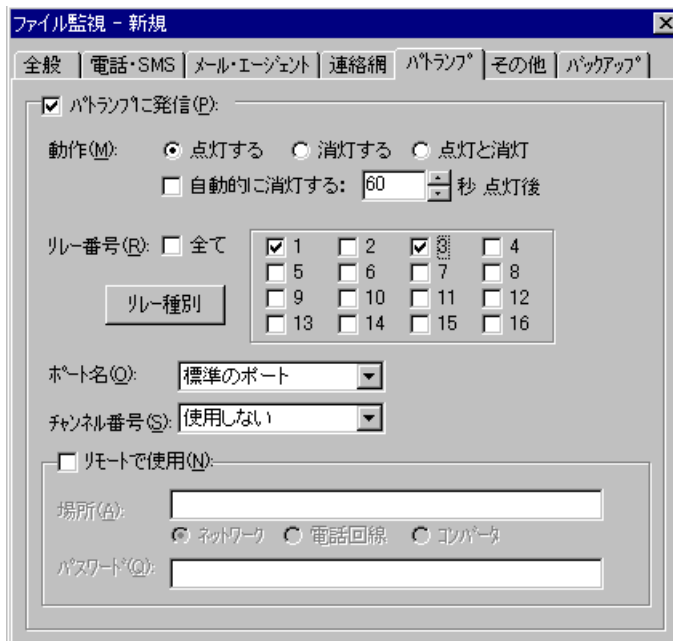 ファイル監視 - 新規
全般 電話・SMS メール・エージェント 連絡網 パトランプ その他 バックアップ
パトランプに発信(P):
動作(M): 点灯する 消灯する 点灯と消灯
自動的に消灯する: 60 秒 点灯後
リレー番号(R): 全て 1 2 3 4
5 6 7 8
リレー種別 9 10 11 12
13 14 15 16
ポート名(O): 標準のポート
チャンネル番号(S): 使用しない
リモートで使用(N):
場所(A):
ネットワーク 電話回線 コンバータ
パスワード(Q):